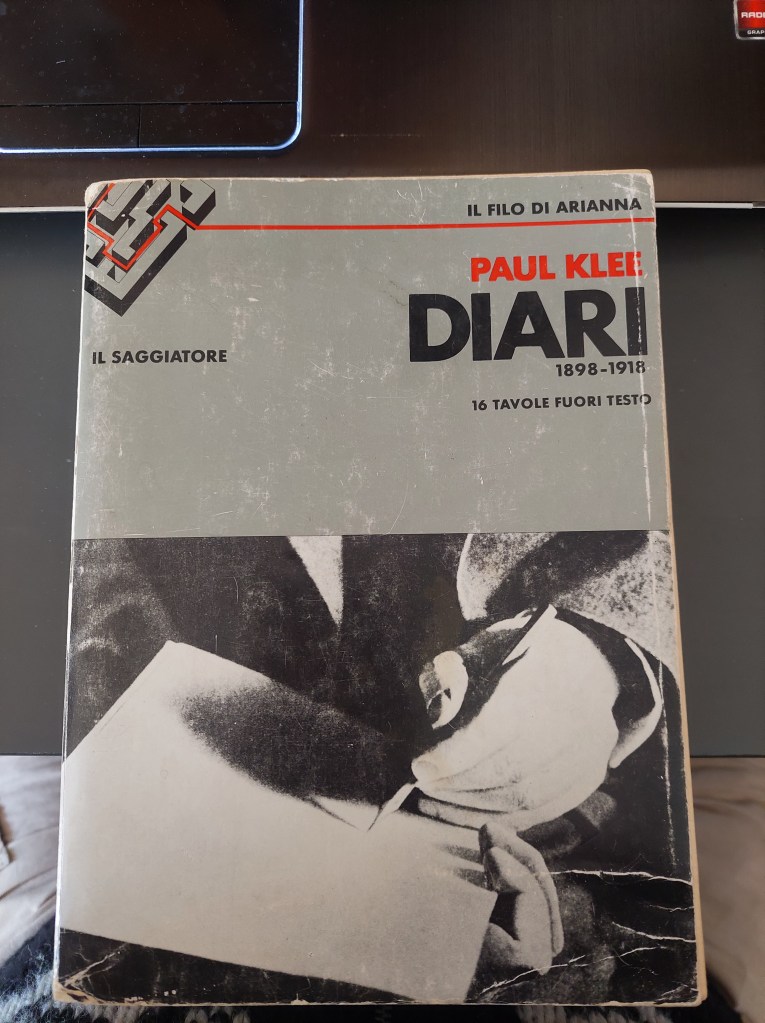 IL FILO DI ARIANNA
PAUL KLEE
DIARI
1898-1918
IL SAGGIATORE
16 TAVOLE FUORI TESTO